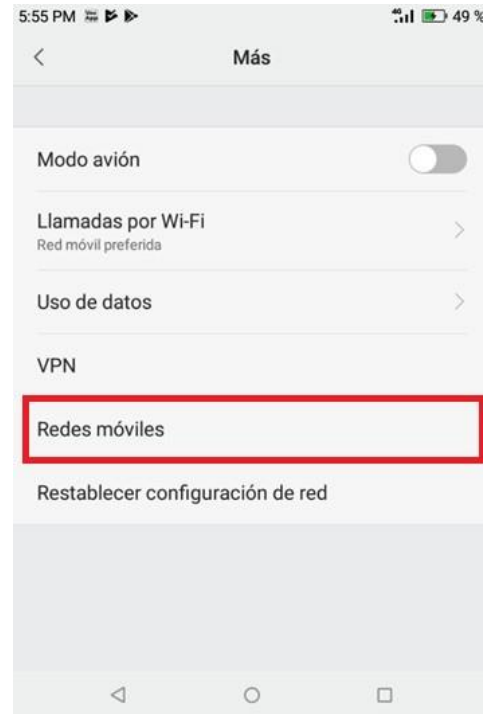 5:55 PM 4G 49 %
Más
Modo avión
Llamadas por Wi-Fi
Red móvil preferida
Uso de datos
VPN
Redes móviles
Restablecer configuración de red